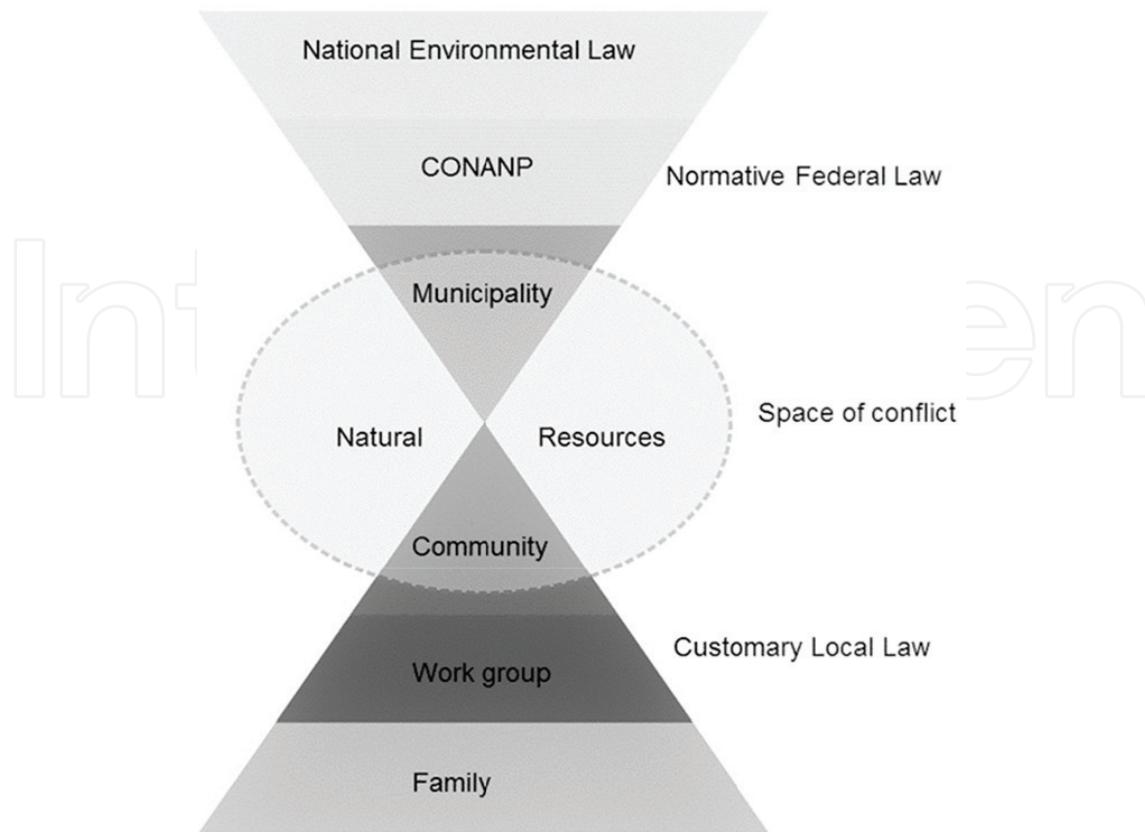 National Environmental Law
CONANP
Normative Federal Law
Municipality
Space of conflict
Natural Resources
Community
Customary Local Law
Work group
Family